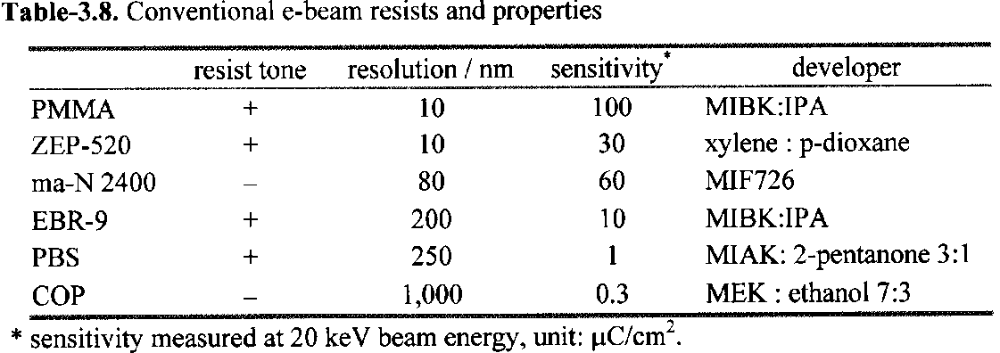 Table-3.8. Conventional e-beam resists and properties
resist tone resolution / nm sensitivity*
developer
PMMA + 10 100 MIBK:IPA
ZEP-520 + 10 30 xylene : p-dioxane
ma-N 2400 – 80 60 MIF726
EBR-9 + 200 10 MIBK:IPA
PBS + 250 1 MIAK: 2-pentanone 3:1
COP – 1,000 0.3 MEK : ethanol 7:3
* sensitivity measured at 20 keV beam energy, unit: μC/cm².